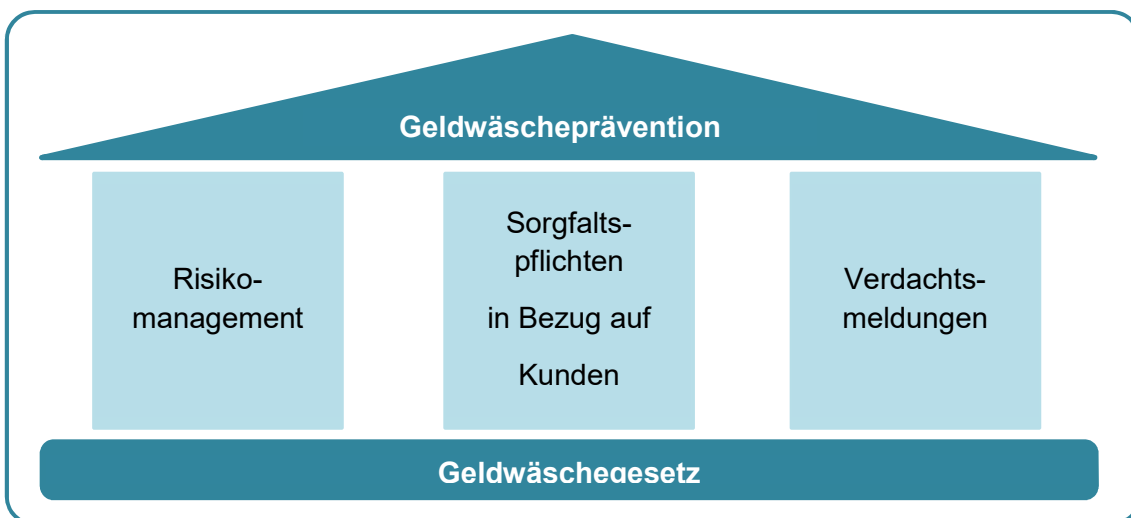 Geldwäscheprävention
Risiko-
management
Sorgfalts-
pflichten
in Bezug auf
Kunden
Verdachts-
meldungen
Geldwäschegesetz